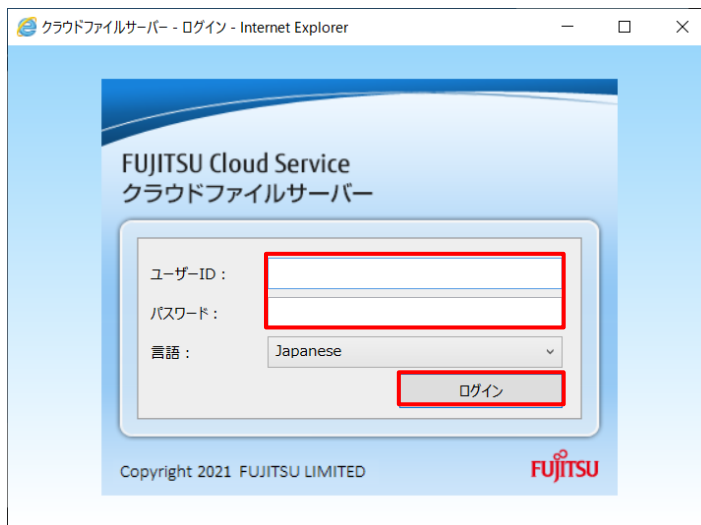 クラウドファイルサーバー - ログイン - Internet Explorer
FUJITSU Cloud Service
クラウドファイルサーバー
ユーザーID：
パスワード：
言語： Japanese
ログイン
Copyright 2021 FUJITSU LIMITED
FUJITSU